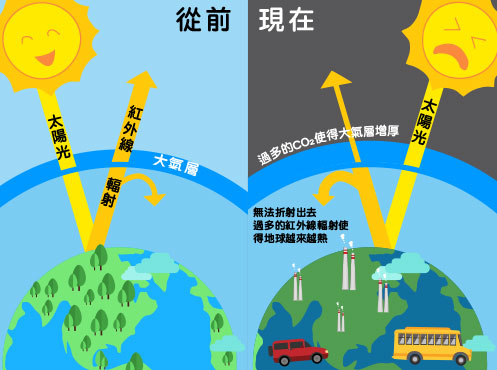 從前
太陽光
紅外線
輻射
大氣層
現在
太陽光
過多的CO₂使得大氣層增厚
無法折射出去
過多的紅外線輻射使
得地球越來越熱